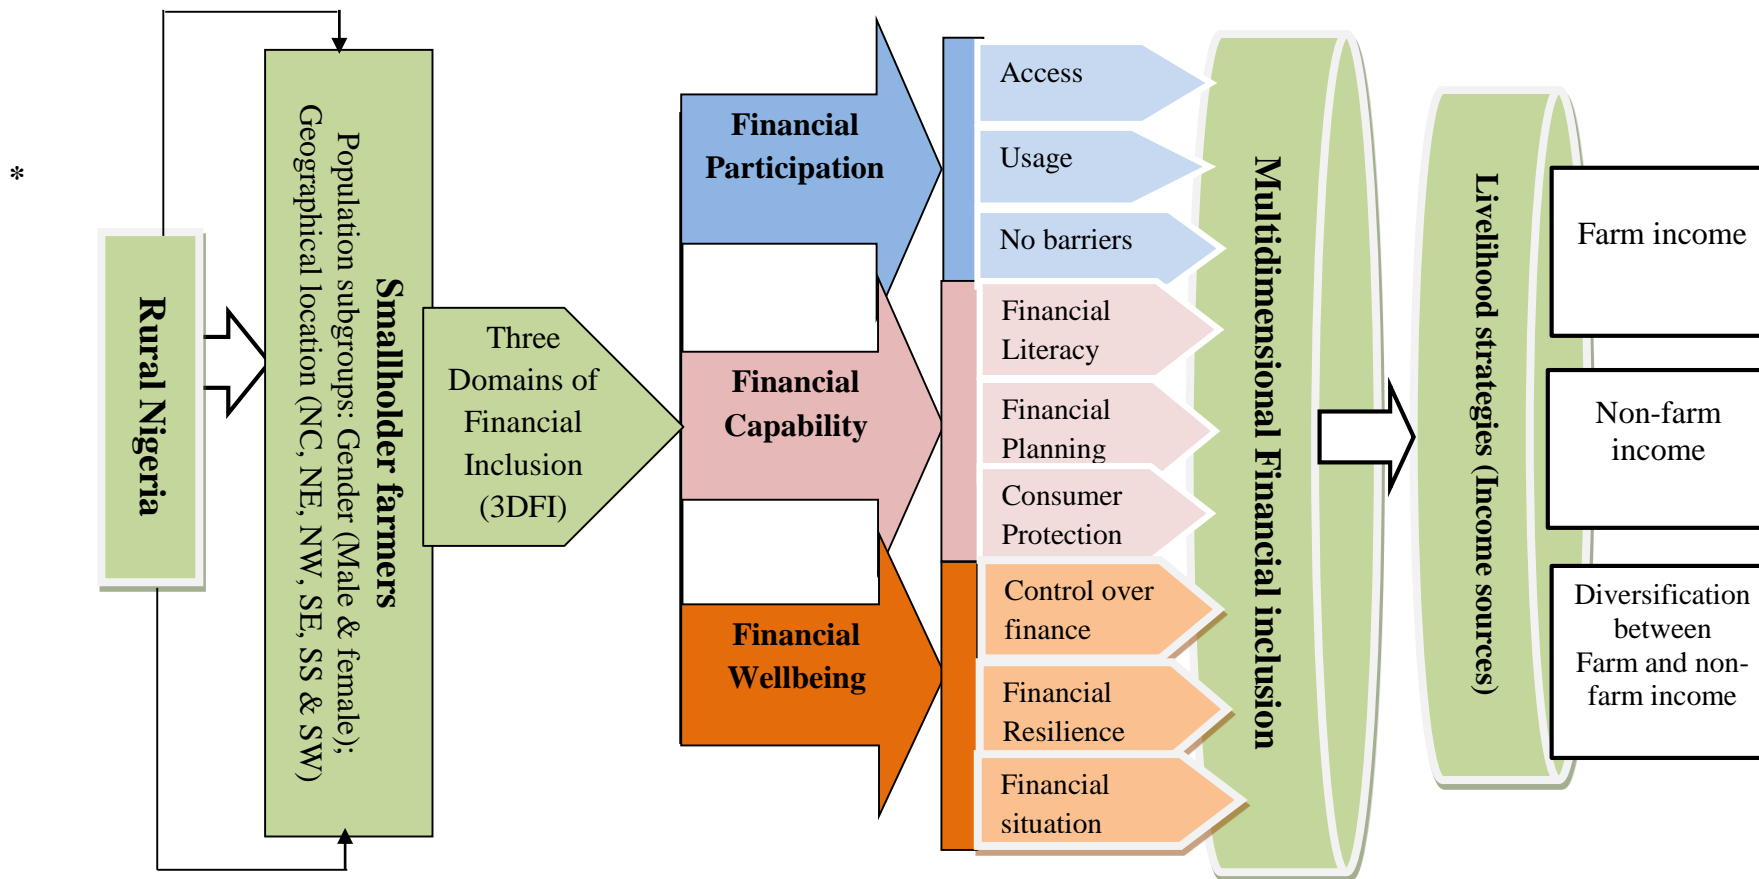 *
Rural Nigeria
Smallholder farmers
Population subgroups: Gender (Male & female);
Geographical location (NC, NE, NW, SE, SS & SW)
Three
Domains of
Financial
Inclusion
(3DFI)
Financial
Participation
Financial
Capability
Financial
Wellbeing
Access
Usage
No barriers
Financial
Literacy
Financial
Planning
Consumer
Protection
Control over
finance
Financial
Resilience
Financial
situation
Multidimensional Financial inclusion
Livelihood strategies (Income sources)
Farm income
Non-farm
income
Diversification
between
Farm and non-
farm income